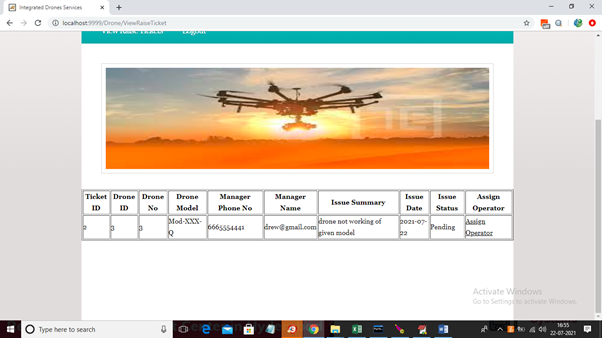 Integrated Drones Services
localhost:9999/Drone/ViewRaiseTicket
View Raise Tickets Logout
Ticket ID Drone ID Drone No Drone Model Manager Phone No Manager Name Issue Summary Issue Date Issue Status Assign Operator
2 3 3 Mod-XXX-Q 6665554441 drew@gmail.com drone not working of given model 2021-07-22 Pending Assign Operator
Activate Windows
Go to Settings to activate Windows.
Type here to search
16:55
22-07-2021